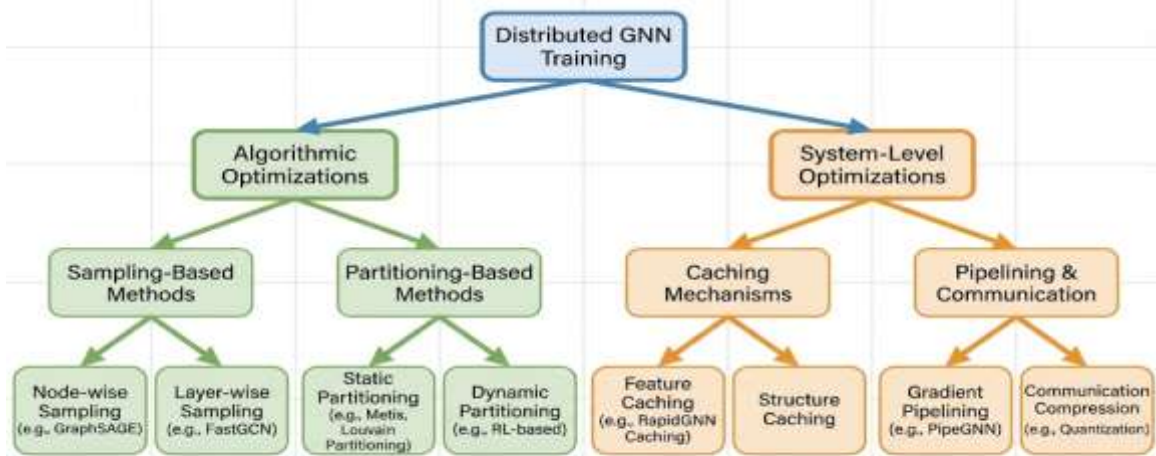 Distributed GNN
Training
Algorithmic
Optimizations
System-Level
Optimizations
Sampling-Based
Methods
Partitioning-Based
Methods
Caching
Mechanisms
Pipelining &
Communication
Node-wise
Sampling
(e.g., GraphSAGE)
Layer-wise
Sampling
(e.g., FastGCN)
Static
Partitioning
(e.g., Metis,
Louvain
Partitioning)
Dynamic
Partitioning
(e.g., RL-based)
Feature
Caching
(e.g., RapidGNN
Caching)
Structure
Caching
Gradient
Pipelining
(e.g., PipeGNN)
Communication
Compression
(e.g., Quantization)